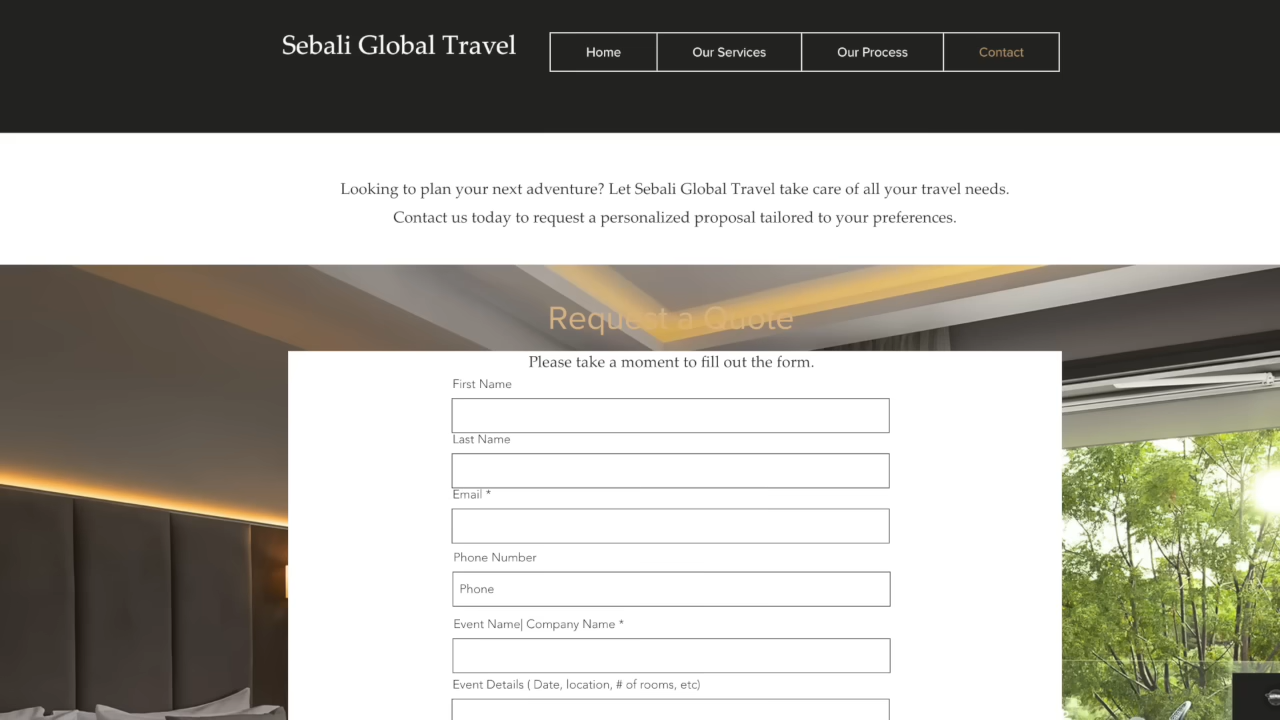 Sebali Global Travel
Home
Our Services
Our Process
Contact
Looking to plan your next adventure? Let Sebali Global Travel take care of all your travel needs.
Contact us today to request a personalized proposal tailored to your preferences.
Request a Quote
Please take a moment to fill out the form.
First Name
Last Name
Email *
Phone Number
Phone
Event Name| Company Name *
Event Details ( Date, location, # of rooms, etc)